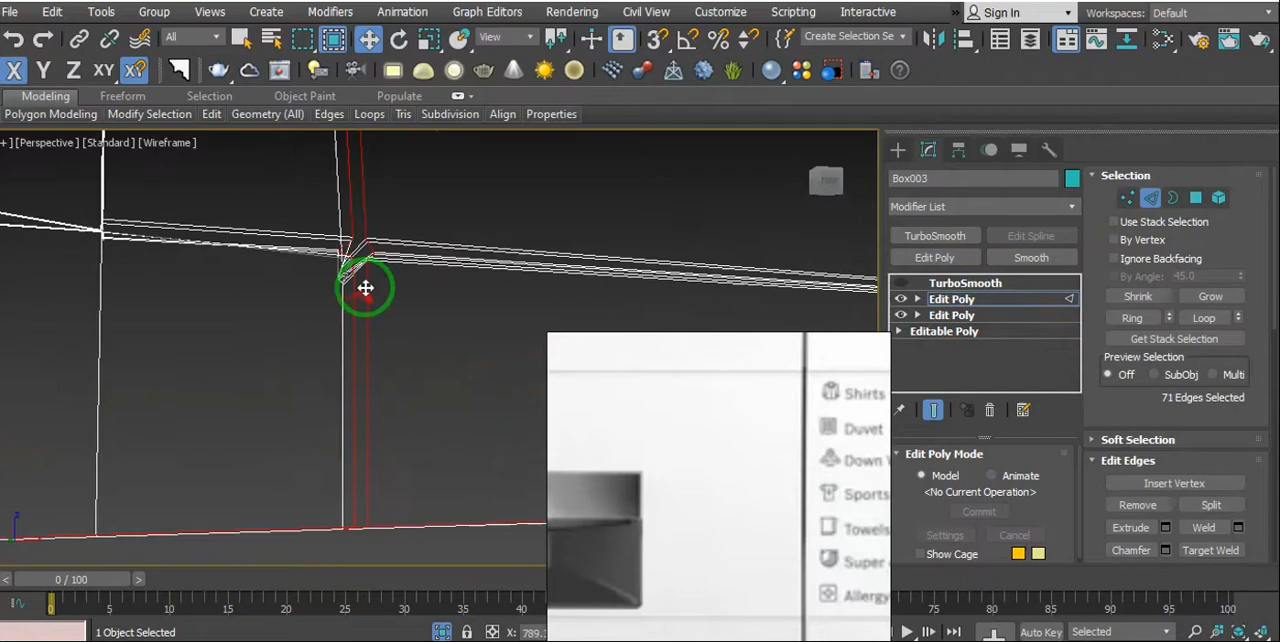 File Edit Tools Group Views Create Modifiers Animation Graph Editors Rendering Civil View Customize Scripting Interactive » Sign In Workspaces: Default
All View Create Selection Se
X Y Z XY XY
Modeling Freeform Selection Object Paint Populate
Polygon Modeling Modify Selection Edit Geometry (All) Edges Loops Tris Subdivision Align Properties
+ ] [Perspective ] [Standard ] [Wireframe ]
FRONT
z
Shirts
Duvet
Down
Sports
Towels
Super
Allergy
Box003
Modifier List
TurboSmooth Edit Spline
Edit Poly Smooth
TurboSmooth
Edit Poly
Edit Poly
Editable Poly
Edit Poly Mode
Model Animate
<No Current Operation>
Commit
Settings Cancel
Show Cage
Selection
Use Stack Selection
By Vertex
Ignore Backfacing
By Angle: 45.0
Shrink Grow
Ring Loop
Get Stack Selection
Preview Selection
Off SubObj Multi
71 Edges Selected
Soft Selection
Edit Edges
Insert Vertex
Remove Split
Extrude Weld
Chamfer Target Weld
< 0 / 100 >
0 5 10 15 20 25 30 35 40 75 80 85 90 95 100
1 Object Selected X: 789. Auto Key Selected